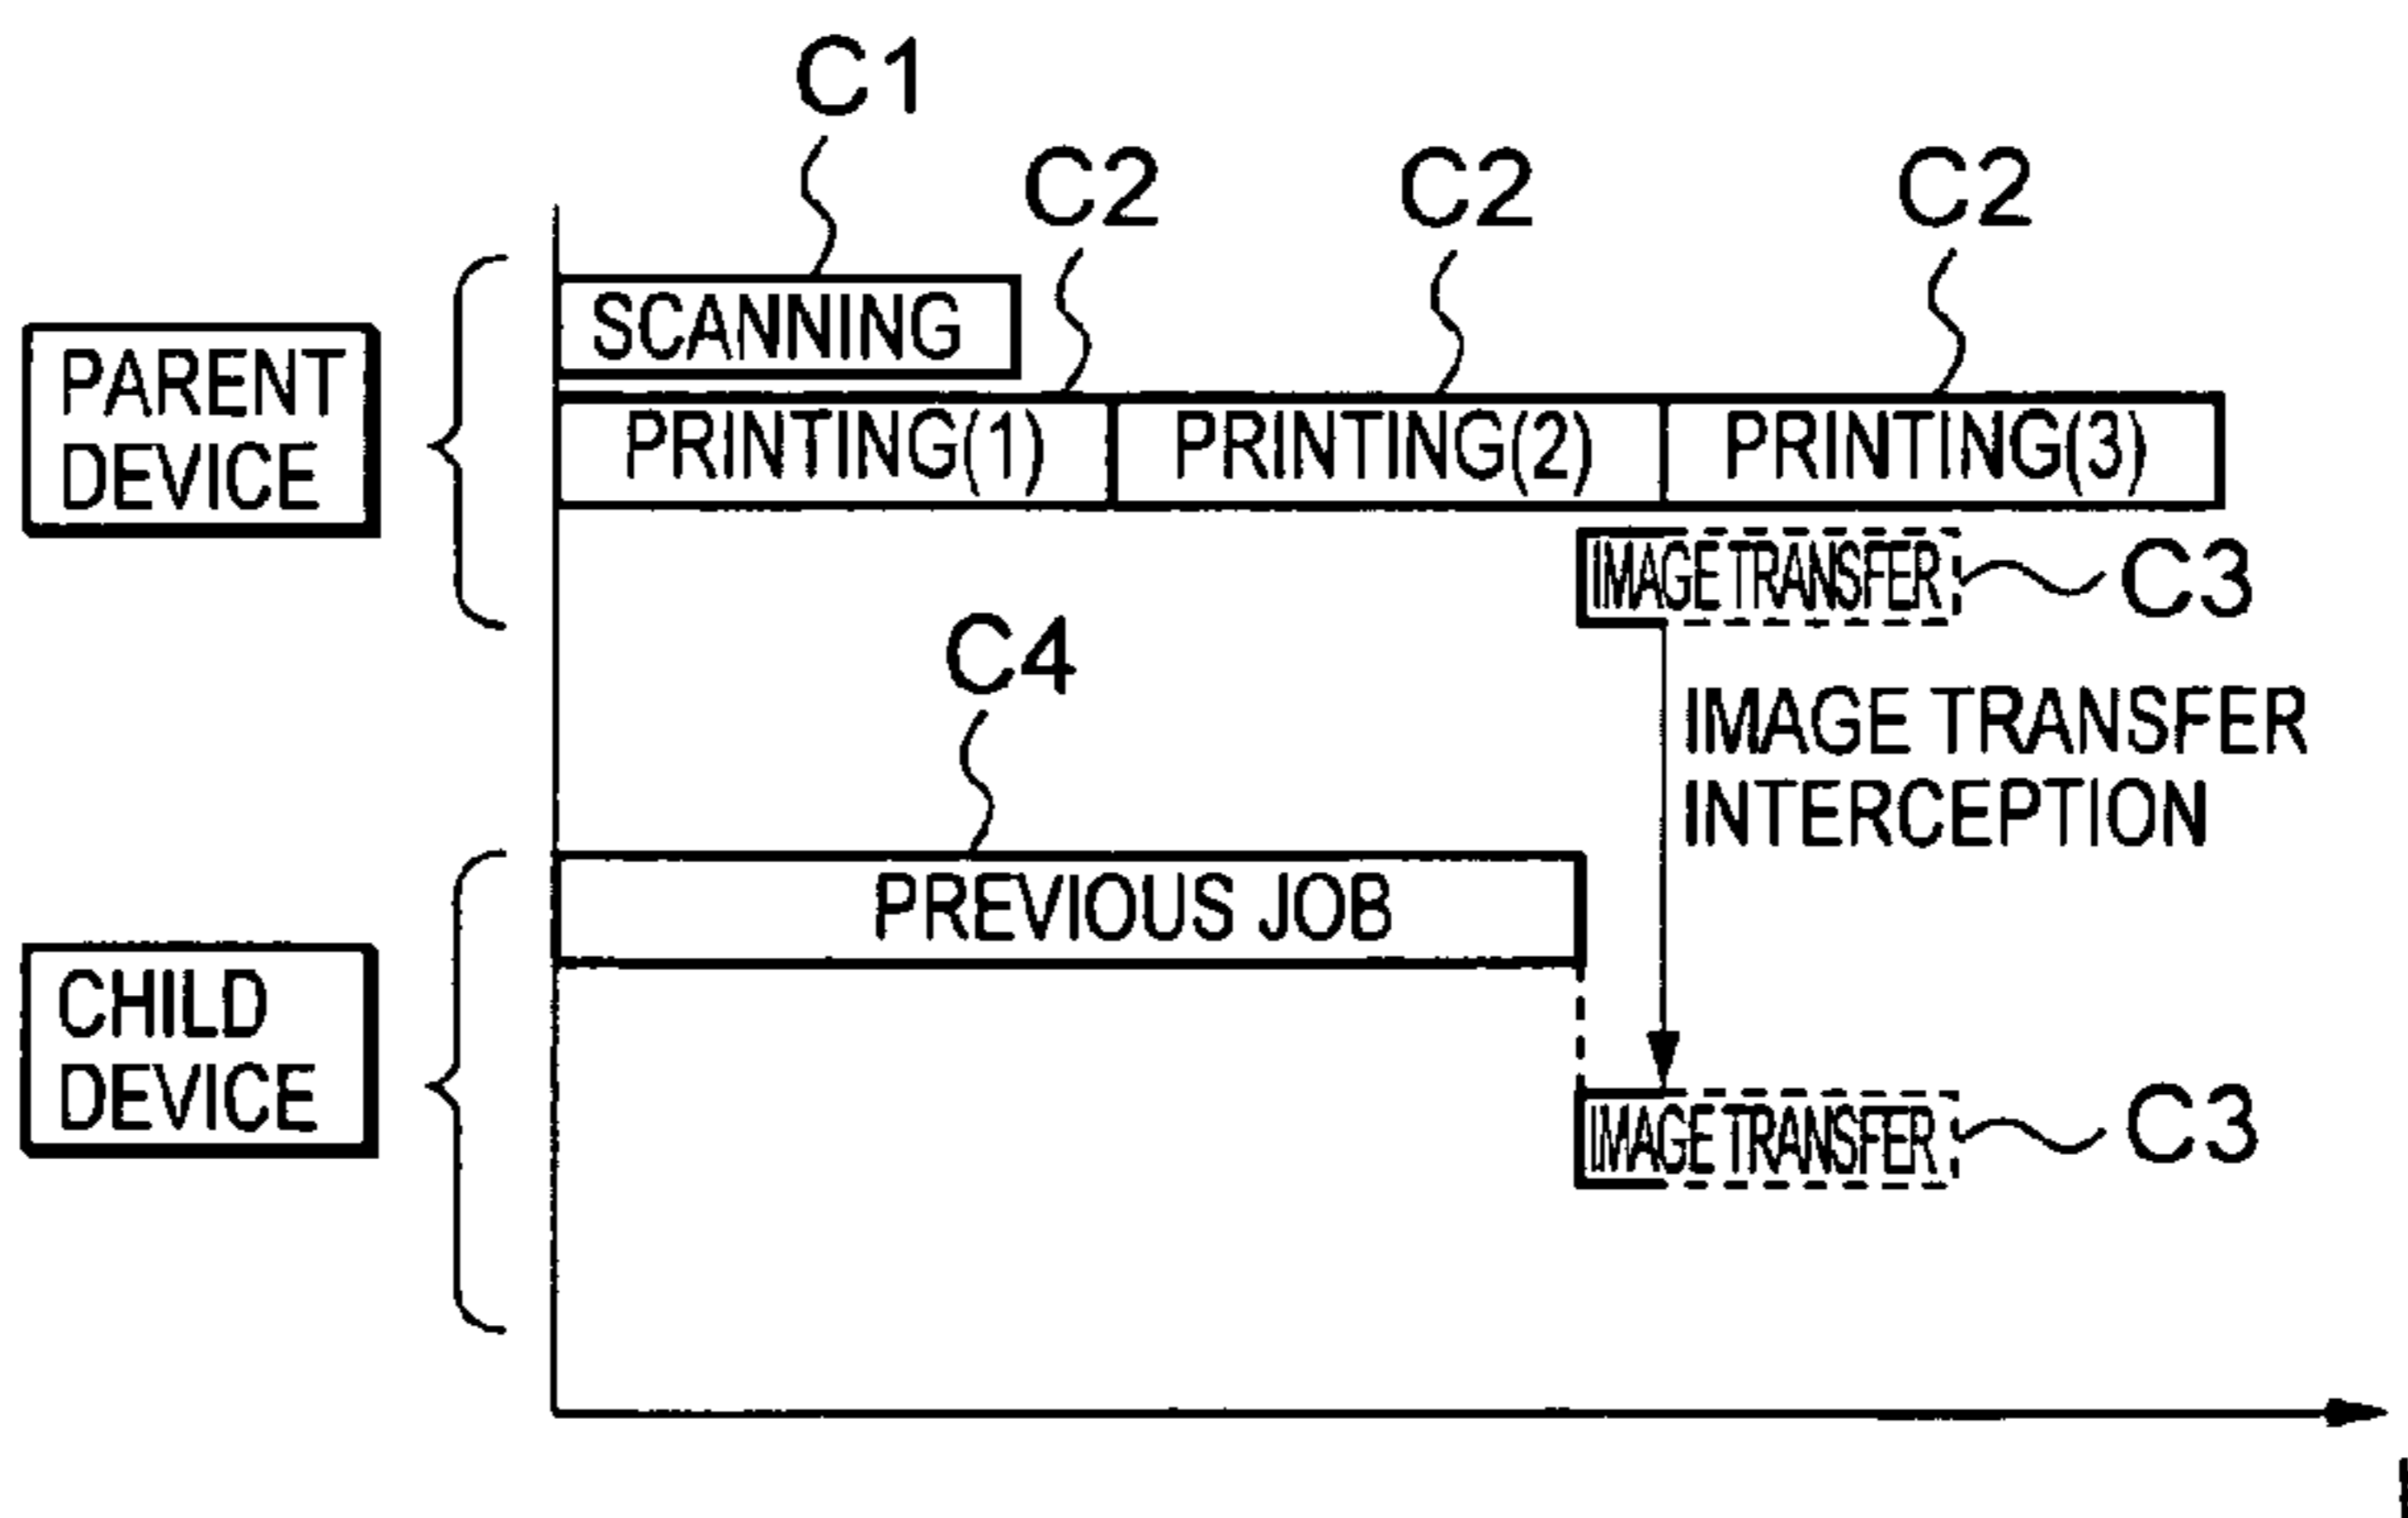 C1
C2 C2 C2
SCANNING
PARENT
DEVICE
PRINTING(1) PRINTING(2) PRINTING(3)
IMAGE TRANSFER C3
C4
IMAGE TRANSFER
INTERCEPTION
PREVIOUS JOB
CHILD
DEVICE
IMAGE TRANSFER C3